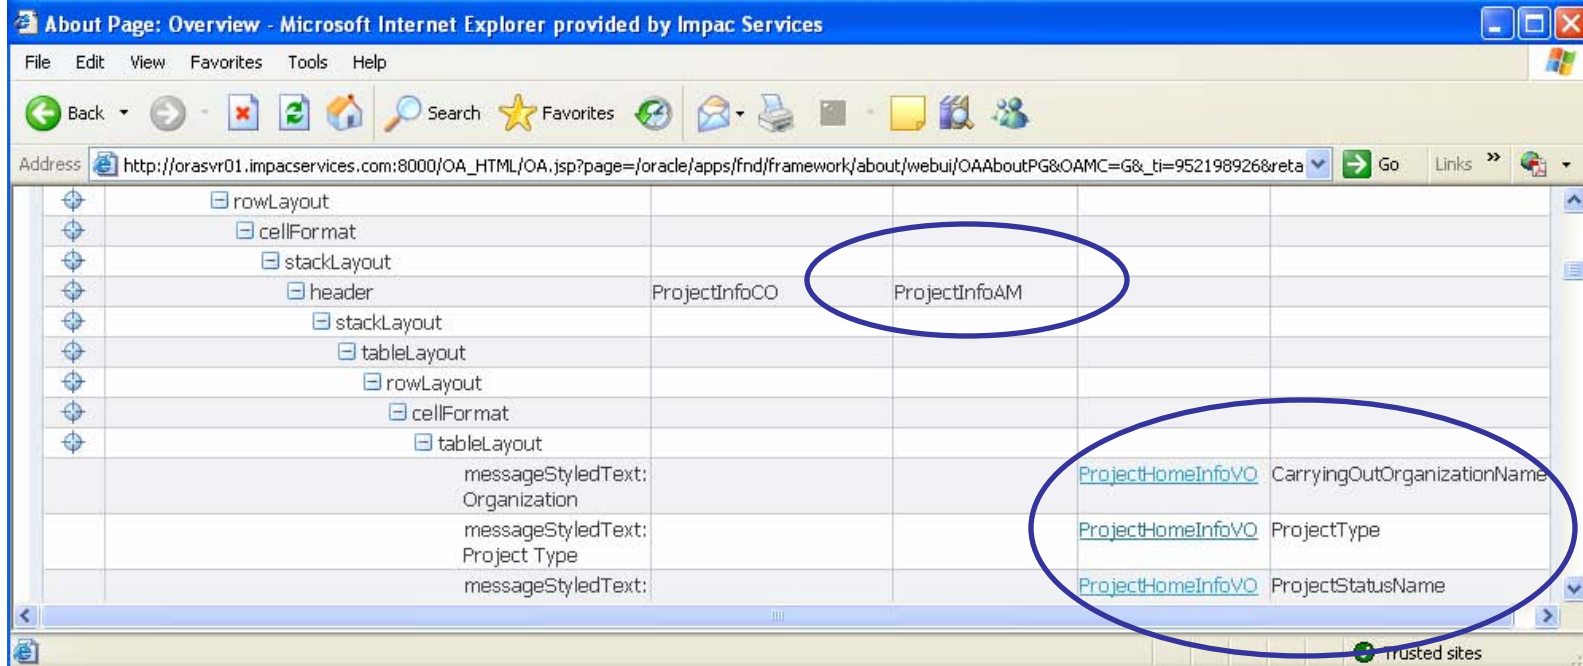 About Page: Overview - Microsoft Internet Explorer provided by Impac Services
File Edit View Favorites Tools Help
Back Search Favorites
Address http://orasvr01.impacservices.com:8000/OA_HTML/OA.jsp?page=/oracle/apps/fnd/framework/about/webui/OAAboutPG&OAMC=G&_ti=952198926&reta Go Links »
rowLayout
cellFormat
stackLayout
header ProjectInfoCO ProjectInfoAM
stackLayout
tableLayout
rowLayout
cellFormat
tableLayout
messageStyledText: ProjectHomeInfoVO CarryingOutOrganizationName
Organization
messageStyledText: ProjectHomeInfoVO ProjectType
Project Type
messageStyledText: ProjectHomeInfoVO ProjectStatusName
Trusted sites